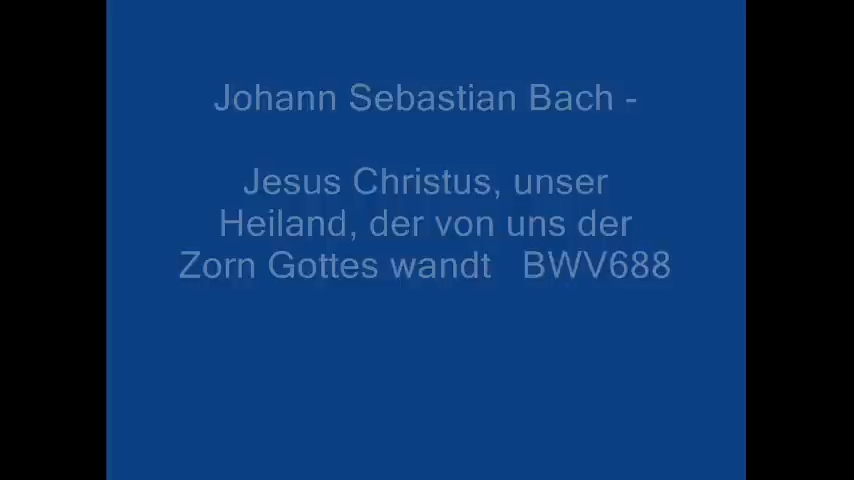 Johann Sebastian Bach -
Jesus Christus, unser
Heiland, der von uns der
Zorn Gottes wandt   BWV688